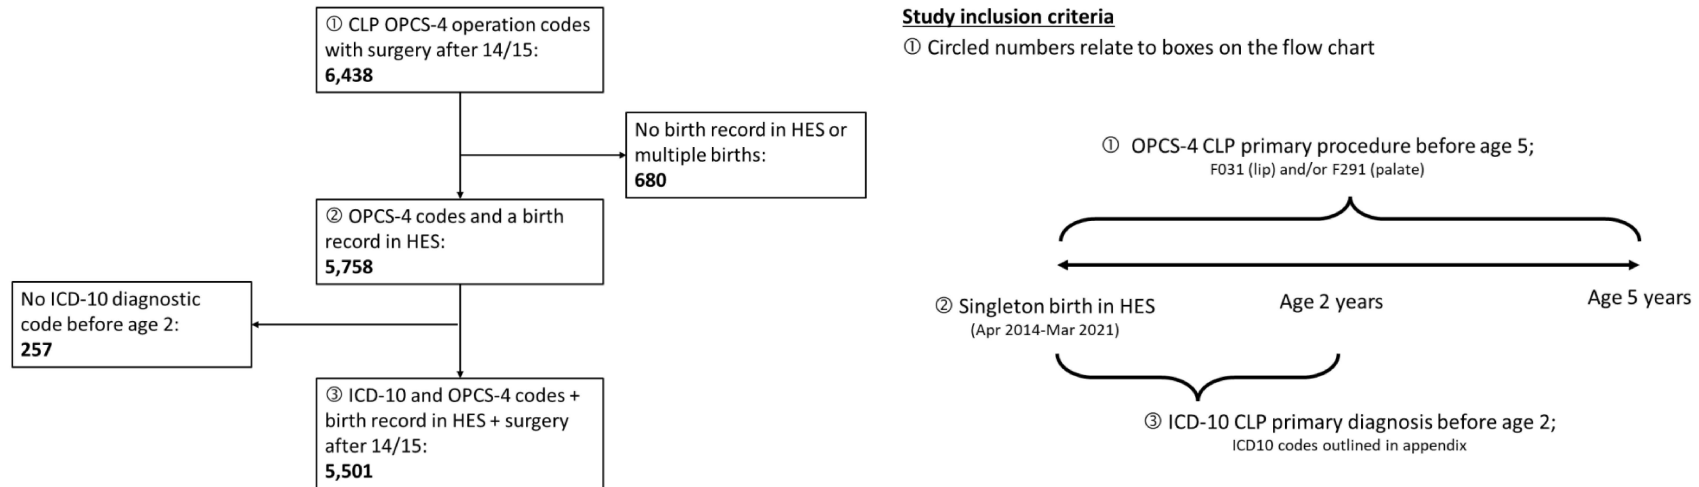 ① CLP OPCS-4 operation codes
with surgery after 14/15:
6,438
No birth record in HES or
multiple births:
680
② OPCS-4 codes and a birth
record in HES:
5,758
No ICD-10 diagnostic
code before age 2:
257
③ ICD-10 and OPCS-4 codes +
birth record in HES + surgery
after 14/15:
5,501
Study inclusion criteria
① Circled numbers relate to boxes on the flow chart
① OPCS-4 CLP primary procedure before age 5;
F031 (lip) and/or F291 (palate)
② Singleton birth in HES
(Apr 2014-Mar 2021)
Age 2 years
Age 5 years
③ ICD-10 CLP primary diagnosis before age 2;
ICD10 codes outlined in appendix